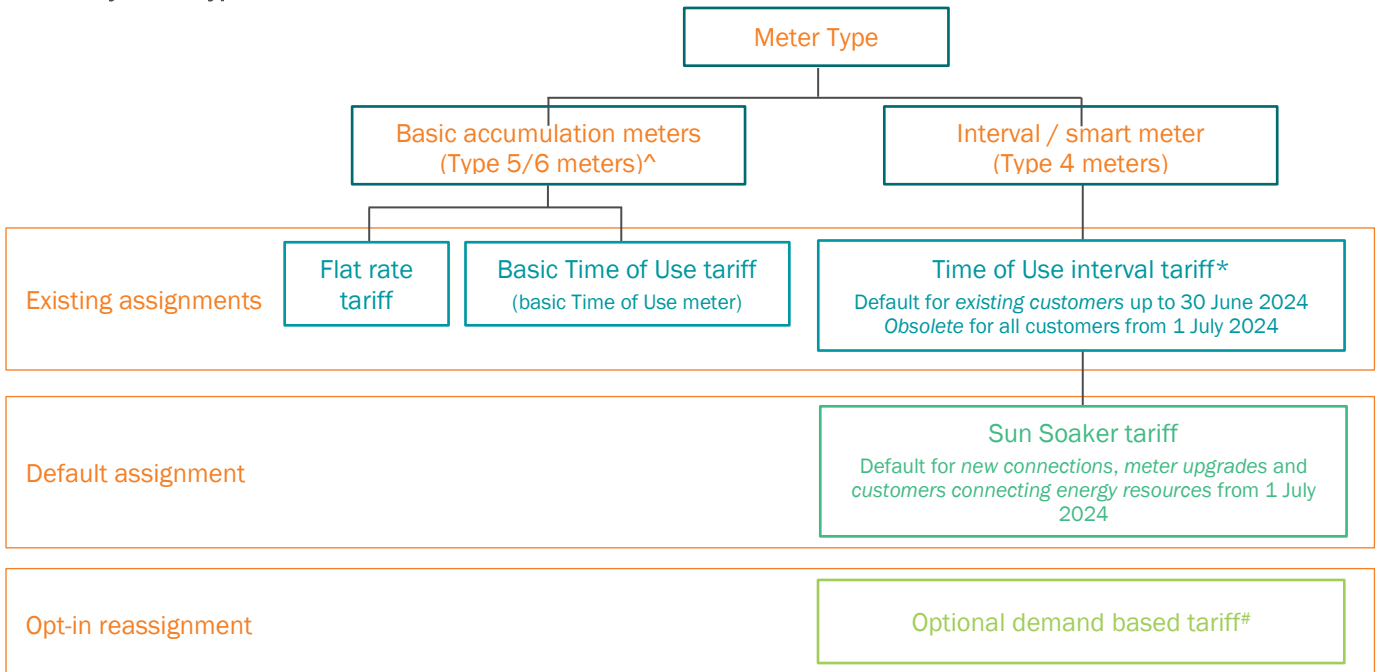 Meter Type
Basic accumulation meters
(Type 5/6 meters)^
Interval / smart meter
(Type 4 meters)
Existing assignments
Flat rate
tariff
Basic Time of Use tariff
(basic Time of Use meter)
Time of Use interval tariff*
Default for existing customers up to 30 June 2024
Obsolete for all customers from 1 July 2024
Default assignment
Sun Soaker tariff
Default for new connections, meter upgrades and
customers connecting energy resources from 1 July
2024
Opt-in reassignment
Optional demand based tariff#